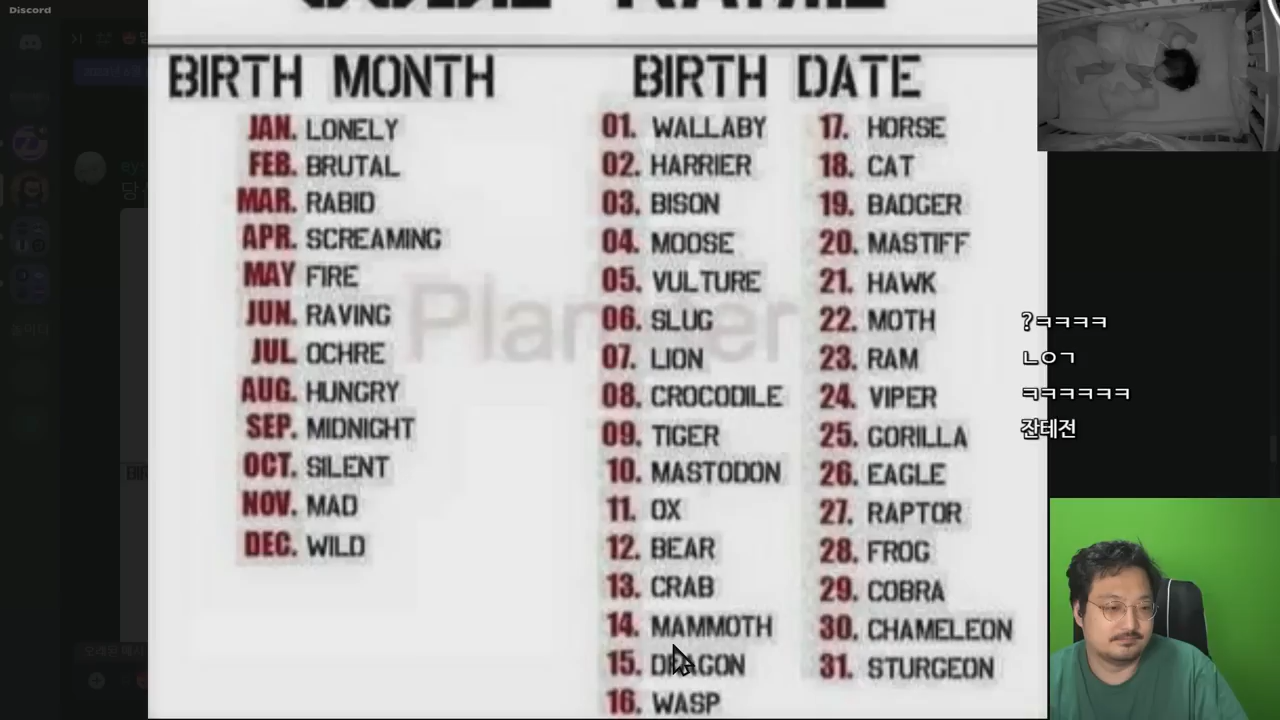 Discord
BIRTH MONTH
JAN. LONELY
FEB. BRUTAL
MAR. RABID
APR. SCREAMING
MAY FIRE
JUN. RAVING
JUL OCHRE
AUG. HUNGRY
SEP. MIDNIGHT
OCT. SILENT
NOV. MAD
DEC. WILD
BIRTH DATE
01. WALLABY
02. HARRIER
03. BISON
04. MOOSE
05. VULTURE
06. SLUG
07. LION
08. CROCODILE
09. TIGER
10. MASTODON
11. OX
12. BEAR
13. CRAB
14. MAMMOTH
15. DRAGON
16. WASP
17. HORSE
18. CAT
19. BADGER
20. MASTIFF
21. HAWK
22. MOTH
23. RAM
24. VIPER
25. GORILLA
26. EAGLE
27. RAPTOR
28. FROG
29. COBRA
30. CHAMELEON
31. STURGEON
?ㅋㅋㅋㅋ
ㄴㅇㄱ
ㅋㅋㅋㅋㅋㅋ
잔테전